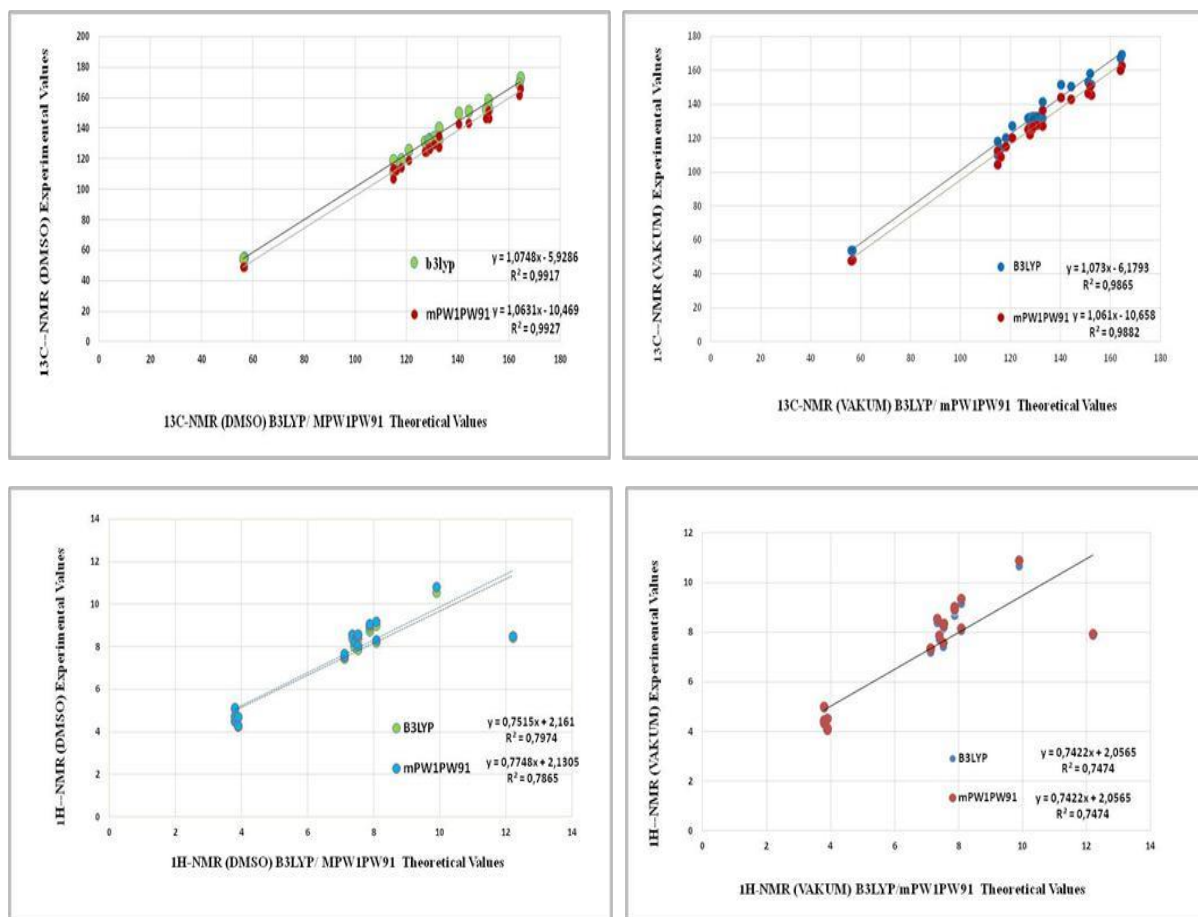 13C--NMR (DMSO) Experimental Values
200
180
160
140
120
100
80
60
40
20
0
0 20 40 60 80 100 120 140 160 180
b3lyp
y = 1,0748x - 5,9286
R² = 0,9917
mPW1PW91
y = 1,0631x - 10,469
R² = 0,9927
13C-NMR (DMSO) B3LYP/ MPW1PW91 Theoretical Values
13C--NMR (VAKUM) Experimental Values
180
160
140
120
100
80
60
40
20
0
0 20 40 60 80 100 120 140 160 180
B3LYP
y = 1,073x - 6,1793
R² = 0,9865
mPW1PW91
y = 1,061x - 10,658
R² = 0,9882
13C-NMR (VAKUM) B3LYP/ mPW1PW91 Theoretical Values
1H--NMR (DMSO) Experimental Values
14
12
10
8
6
4
2
0
0 2 4 6 8 10 12 14
B3LYP
y = 0,7515x + 2,161
R² = 0,7974
mPW1PW91
y = 0,7748x + 2,1305
R² = 0,7865
1H-NMR (DMSO) B3LYP/ MPW1PW91 Theoretical Values
1H--NMR (VAKUM) Experimental Values
12
10
8
6
4
2
0
0 2 4 6 8 10 12 14
B3LYP
y = 0,7422x + 2,0565
R² = 0,7474
mPW1PW91
y = 0,7422x + 2,0565
R² = 0,7474
1H-NMR (VAKUM) B3LYP/mPW1PW91 Theoretical Values